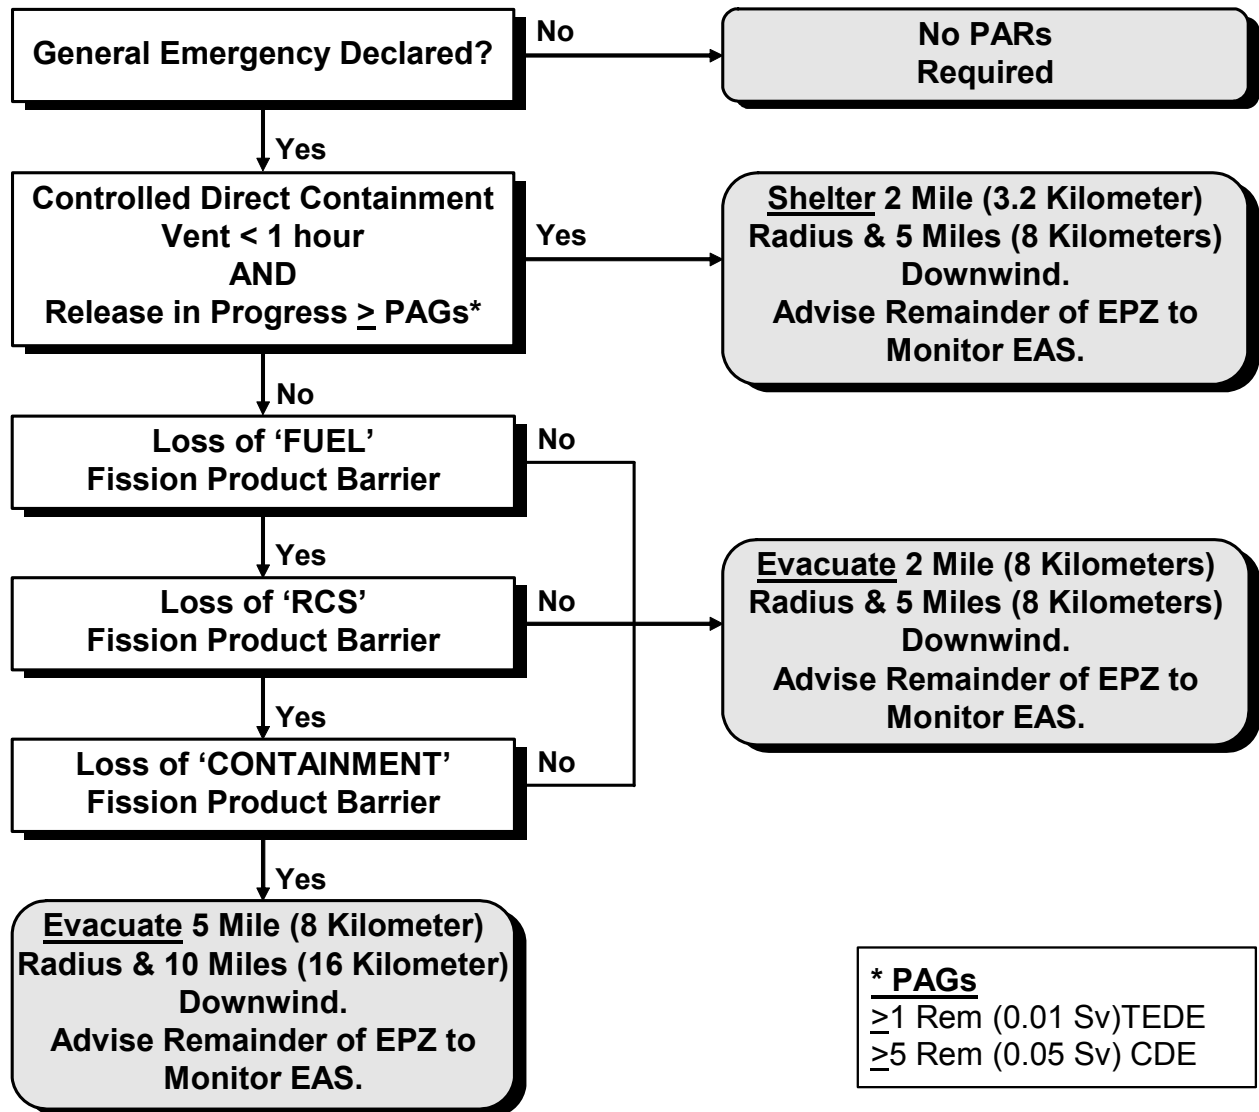 General Emergency Declared?
No
No PARs
Required
Yes
Controlled Direct Containment
Vent < 1 hour
AND
Release in Progress ≥ PAGs*
Yes
Shelter 2 Mile (3.2 Kilometer)
Radius & 5 Miles (8 Kilometers)
Downwind.
Advise Remainder of EPZ to
Monitor EAS.
No
Loss of ‘FUEL’
Fission Product Barrier
No
Yes
Loss of ‘RCS’
Fission Product Barrier
No
Evacuate 2 Mile (8 Kilometers)
Radius & 5 Miles (8 Kilometers)
Downwind.
Advise Remainder of EPZ to
Monitor EAS.
Yes
Loss of ‘CONTAINMENT’
Fission Product Barrier
No
Yes
Evacuate 5 Mile (8 Kilometer)
Radius & 10 Miles (16 Kilometer)
Downwind.
Advise Remainder of EPZ to
Monitor EAS.
* PAGs
≥1 Rem (0.01 Sv)TEDE
≥5 Rem (0.05 Sv) CDE